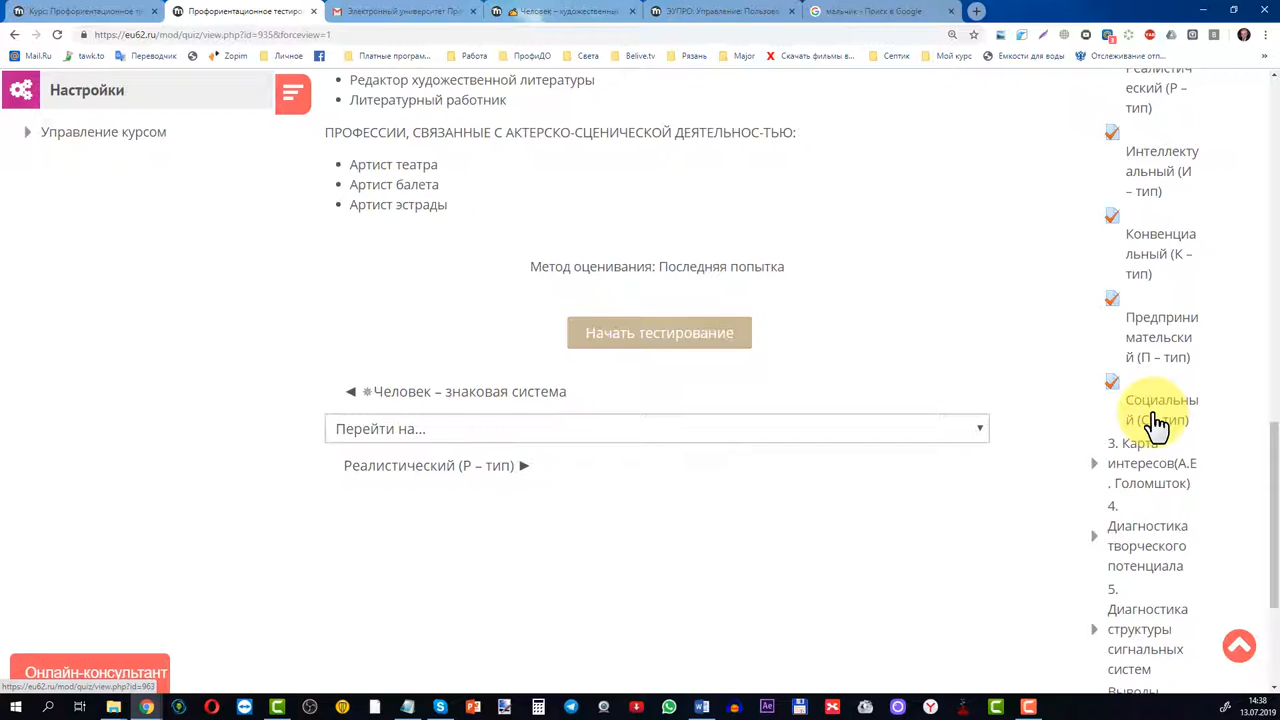 Курс: Профориентационное т
Профориентационное тестиро
Электронный университет При
Человек – художественный
ЭУПРО: Управление: Пользова
мальчик - Поиск в Google
https://eu62.ru/mod/quiz/view.php?id=935&forceview=1
Mail.Ru
tawk.to
Переводчик
Zopim
Личное
Платные програм...
Работа
ПрофиДО
Света
Belive.tv
Рязань
Major
Скачать фильмы в...
Септик
Мой курс
Емкости для воды
Отслеживание отп...
»
Настройки
Управление курсом
Редактор художественной литературы
Литературный работник
ПРОФЕССИИ, СВЯЗАННЫЕ С АКТЕРСКО-СЦЕНИЧЕСКОЙ ДЕЯТЕЛЬНОС-ТЬЮ:
Артист театра
Артист балета
Артист эстрады
Метод оценивания: Последняя попытка
Начать тестирование
◄ ✵Человек – знаковая система
Перейти на...
Реалистический (Р – тип) ►
Реалистич
еский (Р –
тип)
Интеллекту
альный (И
– тип)
Конвенциа
льный (К –
тип)
Предприни
мательски
й (П – тип)
Социальны
й (С – тип)
3. Карта
интересов(А.Е
. Голомшток)
4.
Диагностика
творческого
потенциала
5.
Диагностика
структуры
сигнальных
систем
Выводы
Онлайн-консультант
https://eu62.ru/mod/quiz/view.php?id=963
14:38
13.07.2019